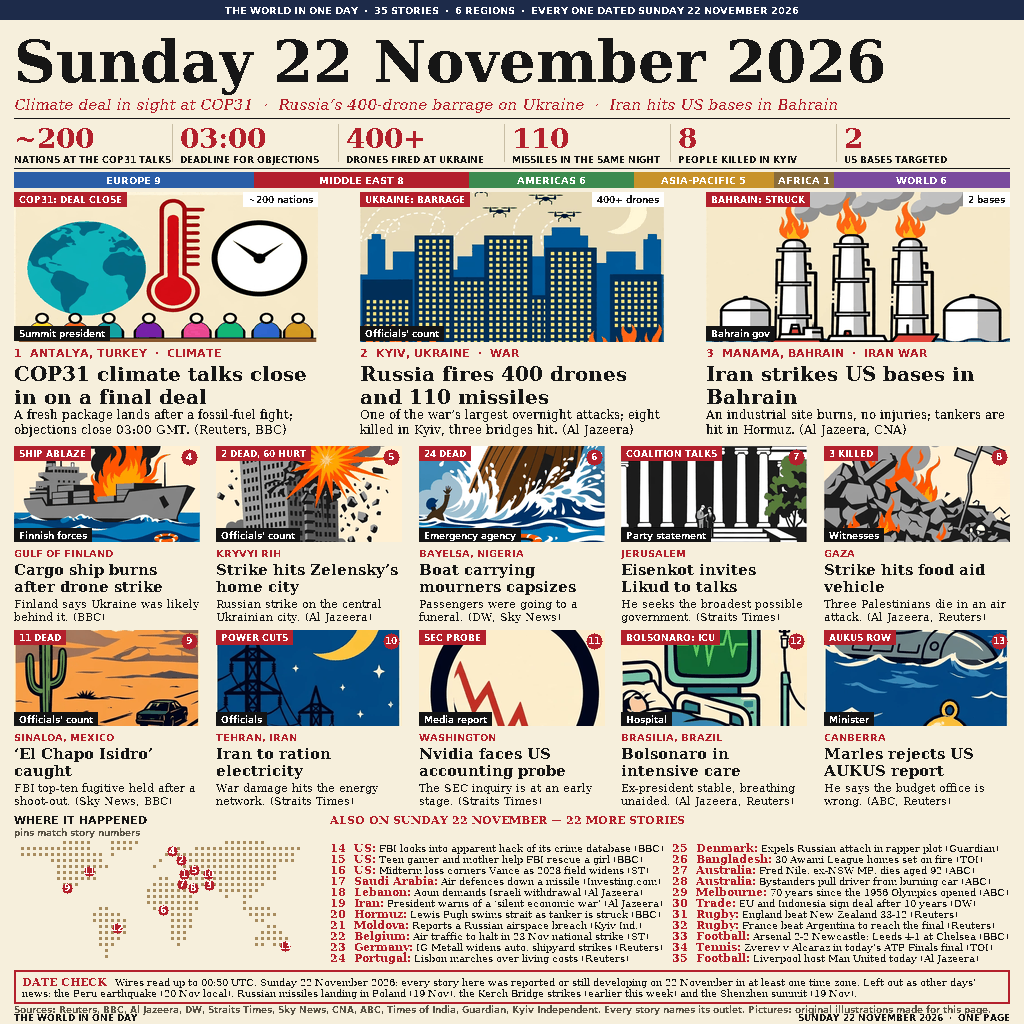 THE WORLD IN ONE DAY · 35 STORIES · 6 REGIONS · EVERY ONE DATED SUNDAY 22 NOVEMBER 2026
Sunday 22 November 2026
Climate deal in sight at COP31 · Russia's 400-drone barrage on Ukraine · Iran hits US bases in Bahrain
~200
NATIONS AT THE COP31 TALKS
03:00
DEADLINE FOR OBJECTIONS
400+
DRONES FIRED AT UKRAINE
110
MISSILES IN THE SAME NIGHT
8
PEOPLE KILLED IN KYIV
2
US BASES TARGETED
EUROPE 9
MIDDLE EAST 8
AMERICAS 6
ASIA-PACIFIC 5
AFRICA 1
WORLD 6
COP31: DEAL CLOSE
~200 nations
Summit president
1 ANTALYA, TURKEY · CLIMATE
COP31 climate talks close
in on a final deal
A fresh package lands after a fossil-fuel fight;
objections close 03:00 GMT. (Reuters, BBC)
UKRAINE: BARRAGE
400+ drones
Officials' count
2 KYIV, UKRAINE · WAR
Russia fires 400 drones
and 110 missiles
One of the war's largest overnight attacks; eight
killed in Kyiv, three bridges hit. (Al Jazeera)
BAHRAIN: STRUCK
2 bases
Bahrain gov
3 MANAMA, BAHRAIN · IRAN WAR
Iran strikes US bases in
Bahrain
An industrial site burns, no injuries; tankers are
hit in Hormuz. (Al Jazeera, CNA)
SHIP ABLAZE
4
Finnish forces
GULF OF FINLAND
Cargo ship burns
after drone strike
Finland says Ukraine was likely
behind it. (BBC)
2 DEAD, 60 HURT
5
Officials' count
KRYVYI RIH
Strike hits Zelensky's
home city
Russian strike on the central
Ukrainian city. (Al Jazeera)
24 DEAD
6
Emergency agency
BAYELSA, NIGERIA
Boat carrying
mourners capsizes
Passengers were going to a
funeral. (DW, Sky News)
COALITION TALKS
7
Party statement
JERUSALEM
Eisenkot invites
Likud to talks
He seeks the broadest possible
government. (Straits Times)
3 KILLED
8
Witnesses
GAZA
Strike hits food aid
vehicle
Three Palestinians die in an air
attack. (Al Jazeera, Reuters)
11 DEAD
9
Officials' count
SINALOA, MEXICO
'El Chapo Isidro'
caught
FBI top-ten fugitive held after a
shoot-out. (Sky News, BBC)
POWER CUTS
10
Officials
TEHRAN, IRAN
Iran to ration
electricity
War damage hits the energy
network. (Straits Times)
SEC PROBE
11
Media report
WASHINGTON
Nvidia faces US
accounting probe
The SEC inquiry is at an early
stage. (Straits Times)
BOLSONARO: ICU
12
Hospital
BRASILIA, BRAZIL
Bolsonaro in
intensive care
Ex-president stable, breathing
unaided. (Al Jazeera, Reuters)
AUKUS ROW
13
Minister
CANBERRA
Marles rejects US
AUKUS report
He says the budget office is
wrong. (ABC, Reuters)
WHERE IT HAPPENED
pins match story numbers
ALSO ON SUNDAY 22 NOVEMBER — 22 MORE STORIES
14 US: FBI looks into apparent hack of its crime database (BBC)
15 US: Teen gamer and mother help FBI rescue a girl (BBC)
16 US: Midterm loss corners Vance as 2028 field widens (ST)
17 Saudi Arabia: Air defences down a missile (Investing.com)
18 Lebanon: Aoun demands Israeli withdrawal (Al Jazeera)
19 Iran: President warns of a 'silent economic war' (Al Jazeera)
20 Hormuz: Lewis Pugh swims strait as tanker is struck (BBC)
21 Moldova: Reports a Russian airspace breach (Kyiv Ind.)
22 Belgium: Air traffic to halt in 23 Nov national strike (ST)
23 Germany: IG Metall widens auto, shipyard strikes (Reuters)
24 Portugal: Lisbon marches over living costs (Reuters)
25 Denmark: Expels Russian attach in rapper plot (Guardian)
26 Bangladesh: 30 Awami League homes set on fire (TOI)
27 Australia: Fred Nile, ex-NSW MP, dies aged 92 (ABC)
28 Australia: Bystanders pull driver from burning car (ABC)
29 Melbourne: 70 years since the 1956 Olympics opened (ABC)
30 Trade: EU and Indonesia sign deal after 10 years (DW)
31 Rugby: England beat New Zealand 33-12 (Reuters)
32 Rugby: France beat Argentina to reach the final (Reuters)
33 Football: Arsenal 2-2 Newcastle; Leeds 4-1 at Chelsea (BBC)
34 Tennis: Zverev v Alcaraz in today's ATP Finals final (TOI)
35 Football: Liverpool host Man United today (Al Jazeera)
DATE CHECK Wires read up to 00:50 UTC, Sunday 22 November 2026; every story here was reported or still developing on 22 November in at least one time zone. Left out as other days'
news: the Peru earthquake (20 Nov local), Russian missiles landing in Poland (19 Nov), the Kerch Bridge strikes (earlier this week) and the Shenzhen summit (19 Nov).
Sources: Reuters, BBC, Al Jazeera, DW, Straits Times, Sky News, CNA, ABC, Times of India, Guardian, Kyiv Independent. Every story names its outlet. Pictures: original illustrations made for this page.
THE WORLD IN ONE DAY
SUNDAY 22 NOVEMBER 2026 · ONE PAGE